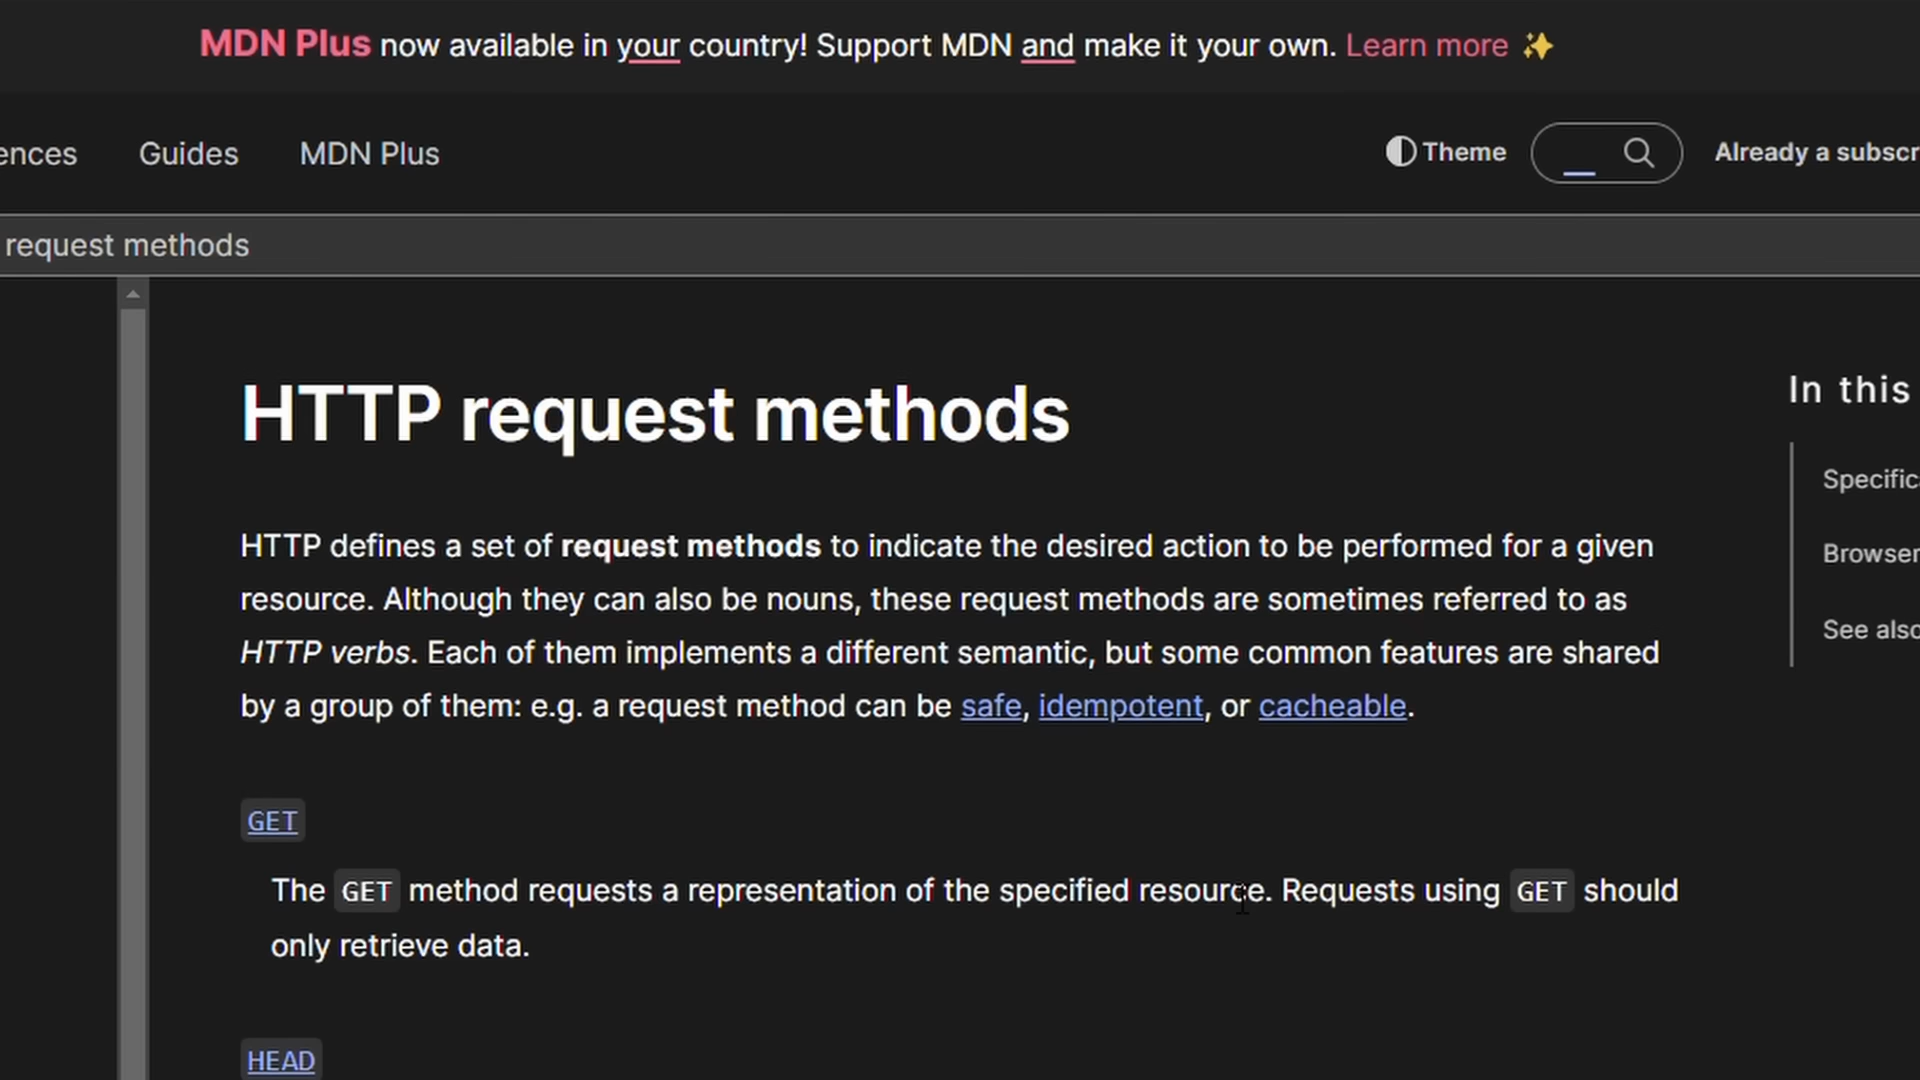 MDN Plus now available in your country! Support MDN and make it your own. Learn more ✨
ences Guides MDN Plus Theme Already a subscr
request methods
HTTP request methods
In this
Specific
Browser
See also
HTTP defines a set of request methods to indicate the desired action to be performed for a given
resource. Although they can also be nouns, these request methods are sometimes referred to as
HTTP verbs. Each of them implements a different semantic, but some common features are shared
by a group of them: e.g. a request method can be safe, idempotent, or cacheable.
GET
The GET method requests a representation of the specified resource. Requests using GET should
only retrieve data.
HEAD